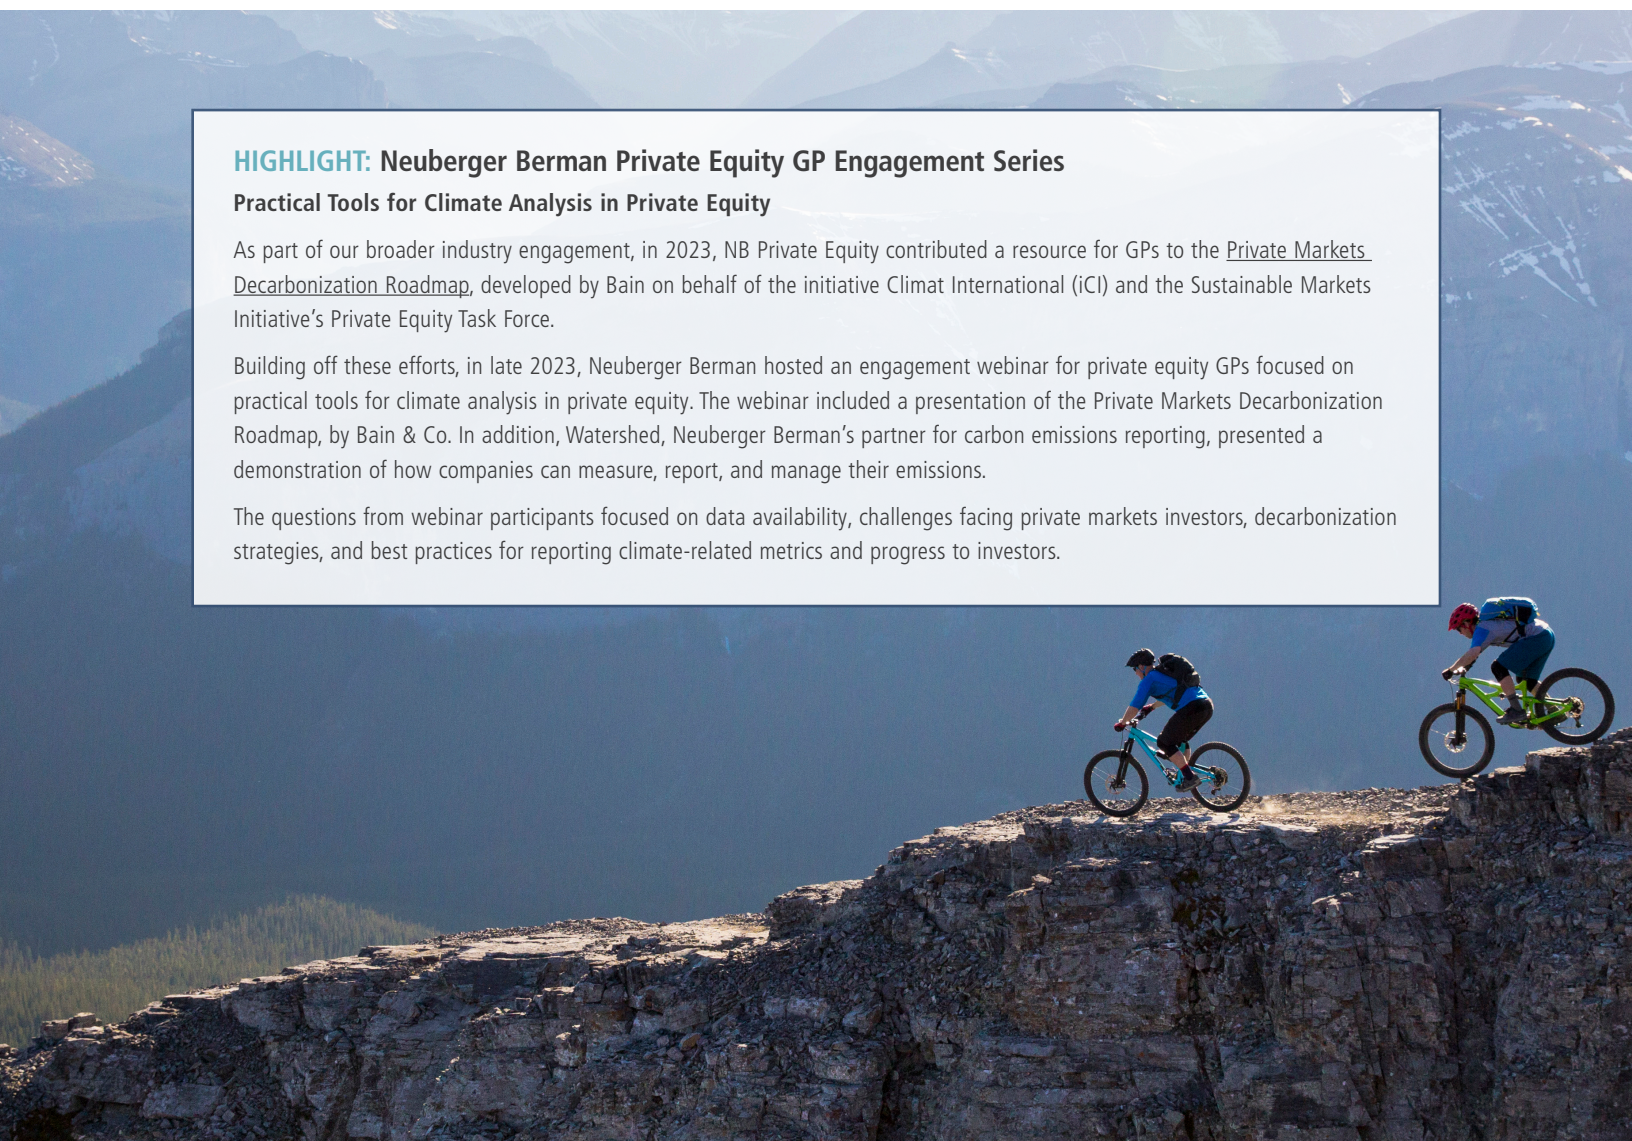 HIGHLIGHT: Neuberger Berman Private Equity GP Engagement Series
Practical Tools for Climate Analysis in Private Equity
As part of our broader industry engagement, in 2023, NB Private Equity contributed a resource for GPs to the Private Markets
Decarbonization Roadmap, developed by Bain on behalf of the initiative Climat International (iCI) and the Sustainable Markets
Initiative’s Private Equity Task Force.
Building off these efforts, in late 2023, Neuberger Berman hosted an engagement webinar for private equity GPs focused on
practical tools for climate analysis in private equity. The webinar included a presentation of the Private Markets Decarbonization
Roadmap, by Bain & Co. In addition, Watershed, Neuberger Berman’s partner for carbon emissions reporting, presented a
demonstration of how companies can measure, report, and manage their emissions.
The questions from webinar participants focused on data availability, challenges facing private markets investors, decarbonization
strategies, and best practices for reporting climate-related metrics and progress to investors.